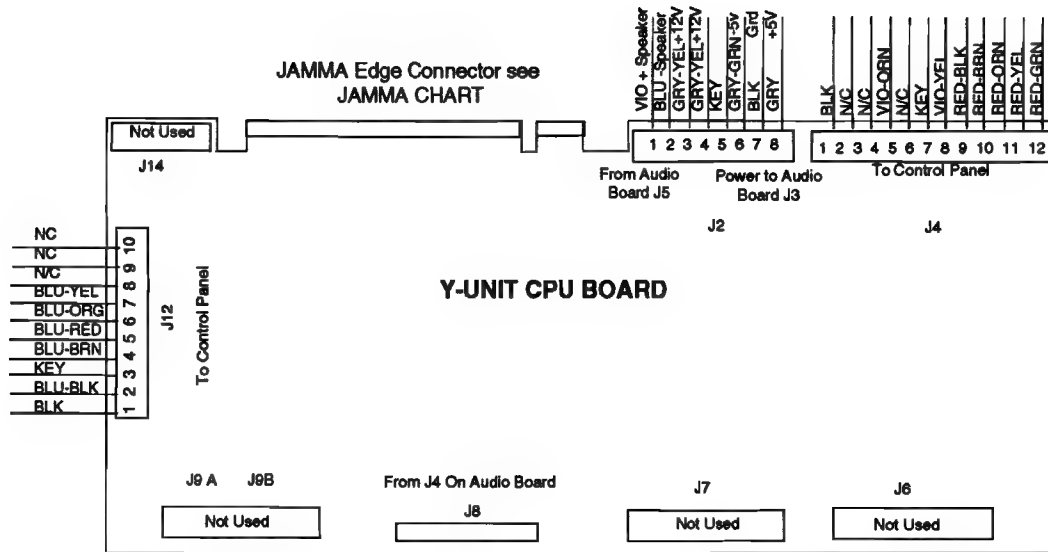 JAMMA Edge Connector see
JAMMA CHART
VIO + Speaker
BLU -Speaker
GRY-YEL+12V
GRY-YEL+12V
KEY
GRY-GRN-5V
BLK Grd
GRY +5V
BLK
N/C
N/C
VIO-ORN
N/C
KEY
VIO-YEL
RED-BLK
RED-BRN
RED-ORN
RED-YEL
RED-GRN
Not Used
J14
1 2 3 4 5 6 7 8
1 2 3 4 5 6 7 8 9 10 11 12
From Audio
Board J5
Power to Audio
Board J3
To Control Panel
J2
J4
NC
NC
N/C
BLU-YEL
BLU-ORG
BLU-RED
BLU-BRN
KEY
BLU-BLK
BLK
10
9
8
7
6
5
4
3
2
1
J12
To Control Panel
Y-UNIT CPU BOARD
J9 A J9B
Not Used
From J4 On Audio Board
J8
J7
Not Used
J6
Not Used